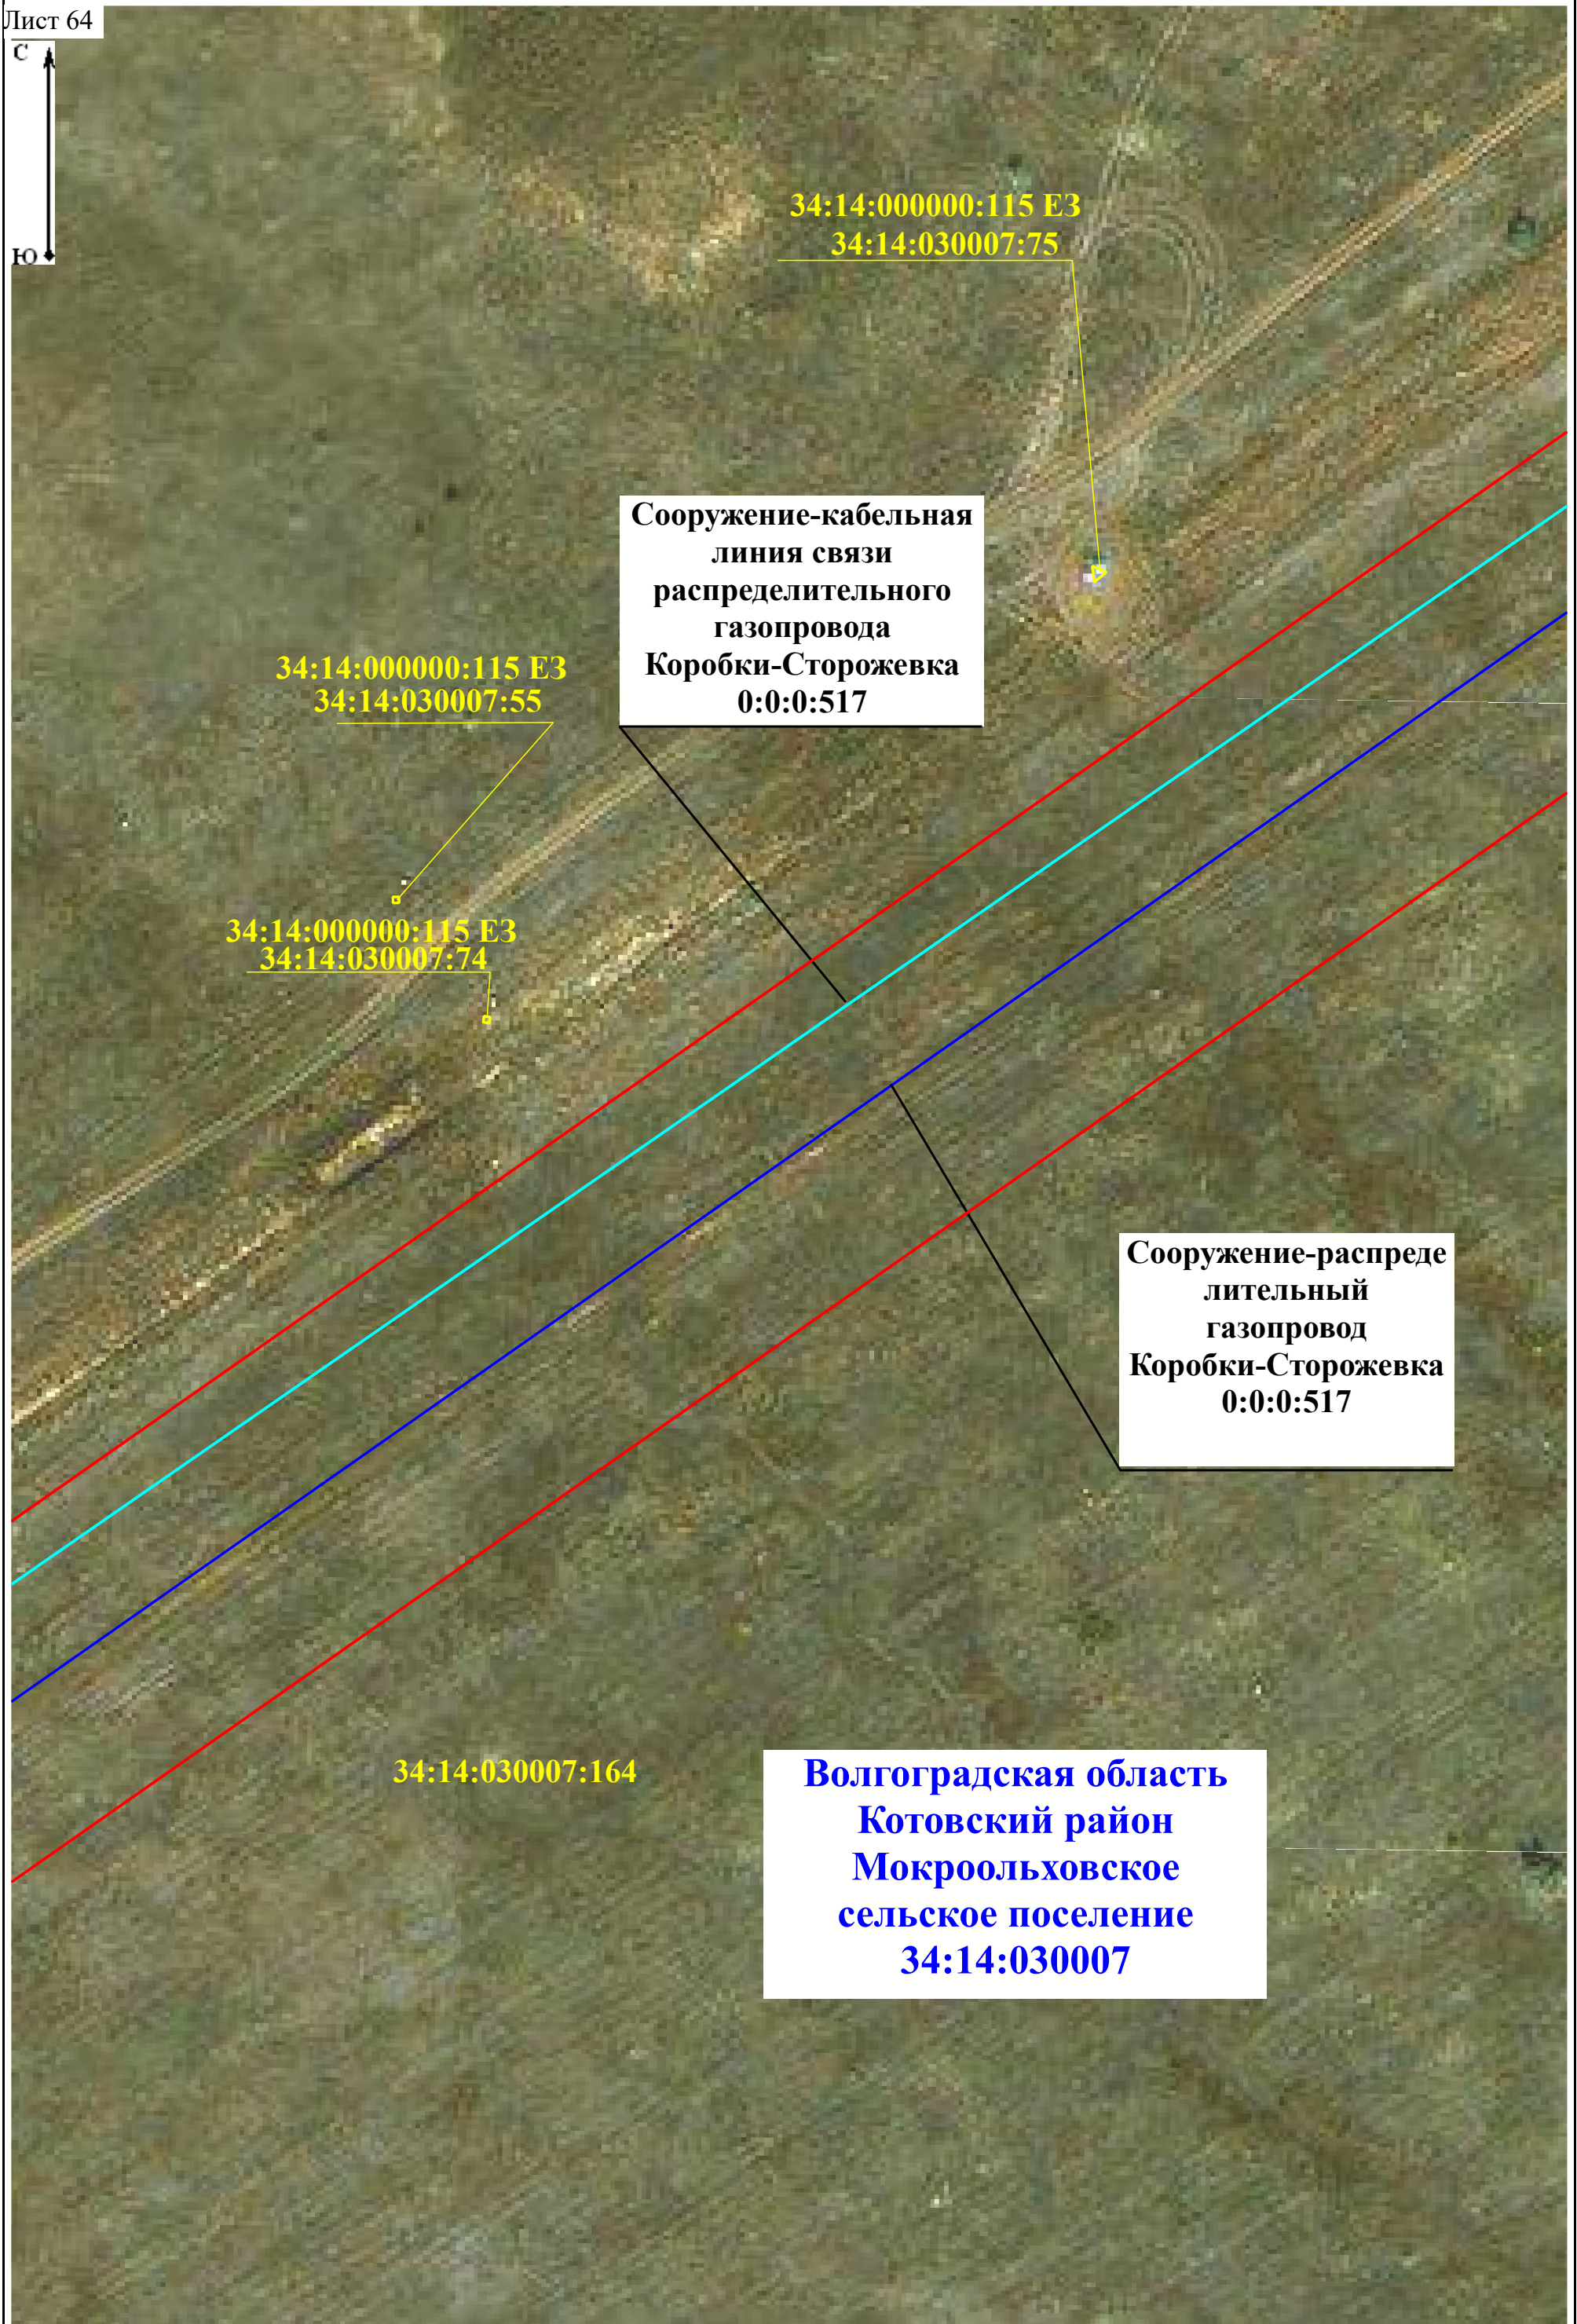 Лист 64
С
Ю
34:14:000000:115 ЕЗ
34:14:030007:75
Сооружение-кабельная
линия связи
распределительного
газопровода
Коробки-Сторожевка
0:0:0:517
34:14:000000:115 ЕЗ
34:14:030007:55
34:14:000000:115 ЕЗ
34:14:030007:74
Сооружение-распреде
лительный
газопровод
Коробки-Сторожевка
0:0:0:517
34:14:030007:164
Волгоградская область
Котовский район
Мокроольховское
сельское поселение
34:14:030007